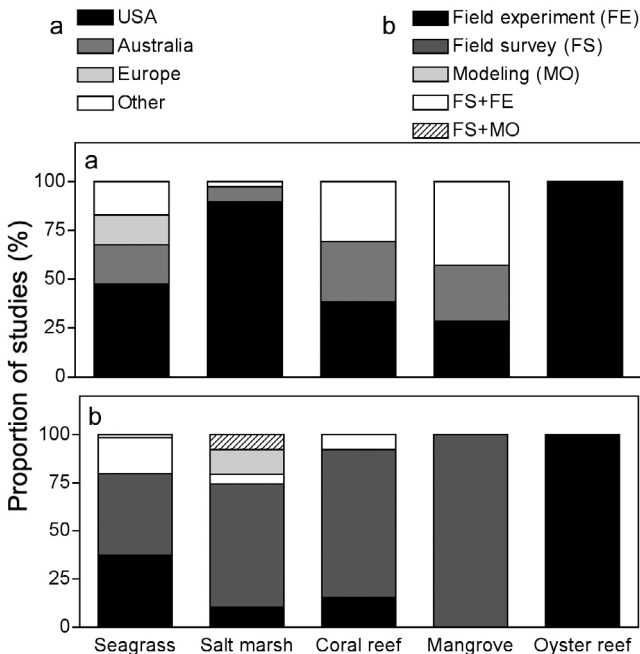 a
USA
Australia
Europe
Other
b
Field experiment (FE)
Field survey (FS)
Modeling (MO)
FS+FE
FS+MO
Proportion of studies (%)
a
100
75
50
25
0
b
100
75
50
25
0
Seagrass Salt marsh Coral reef Mangrove Oyster reef